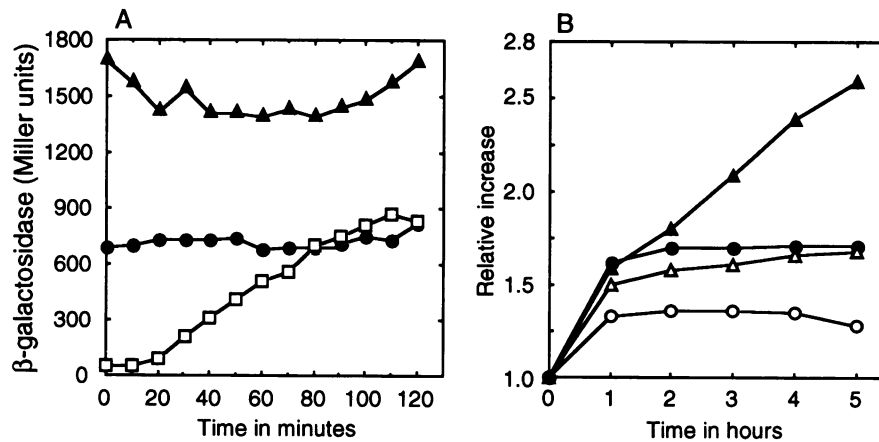 A
β-galactosidase (Miller units)
1800
1500
1200
900
600
300
0
0 20 40 60 80 100 120
Time in minutes
B
Relative increase
2.8
2.5
2.0
1.5
1.0
0 1 2 3 4 5
Time in hours